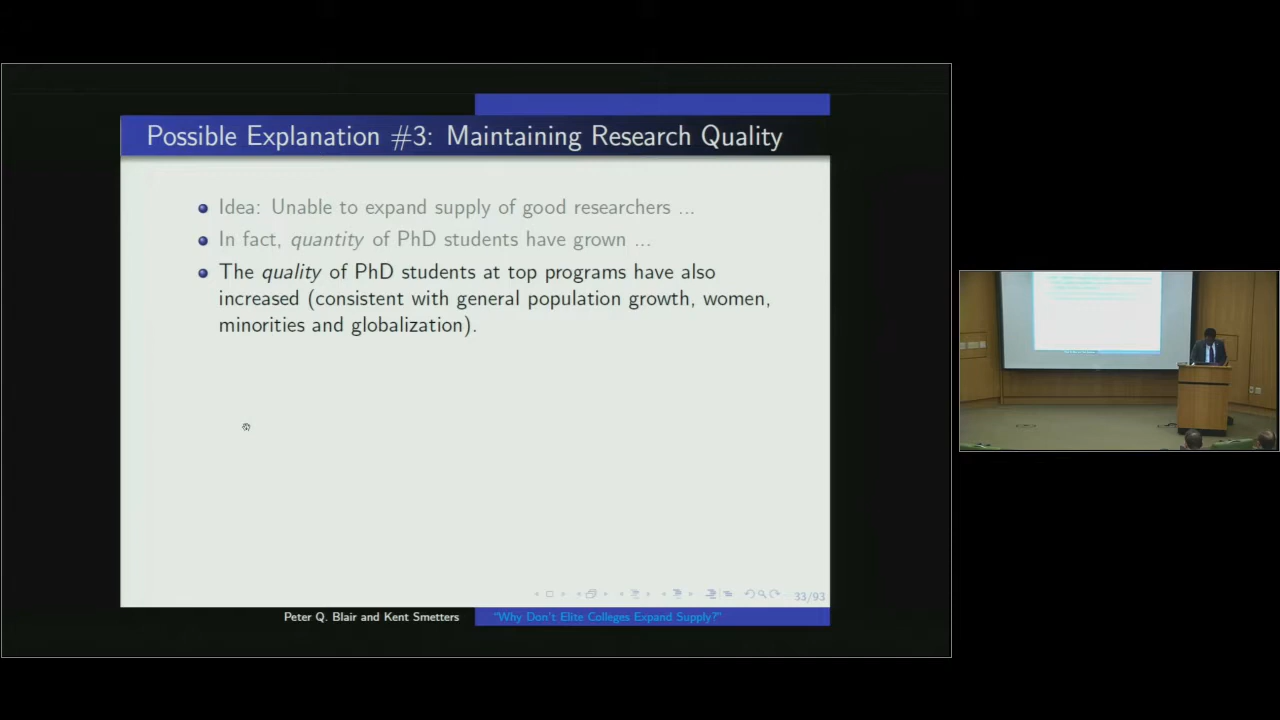 Possible Explanation #3: Maintaining Research Quality
Idea: Unable to expand supply of good researchers ...
In fact, quantity of PhD students have grown ...
The quality of PhD students at top programs have also
increased (consistent with general population growth, women,
minorities and globalization).
33/93
Peter Q. Blair and Kent Smetters
"Why Don't Elite Colleges Expand Supply?"